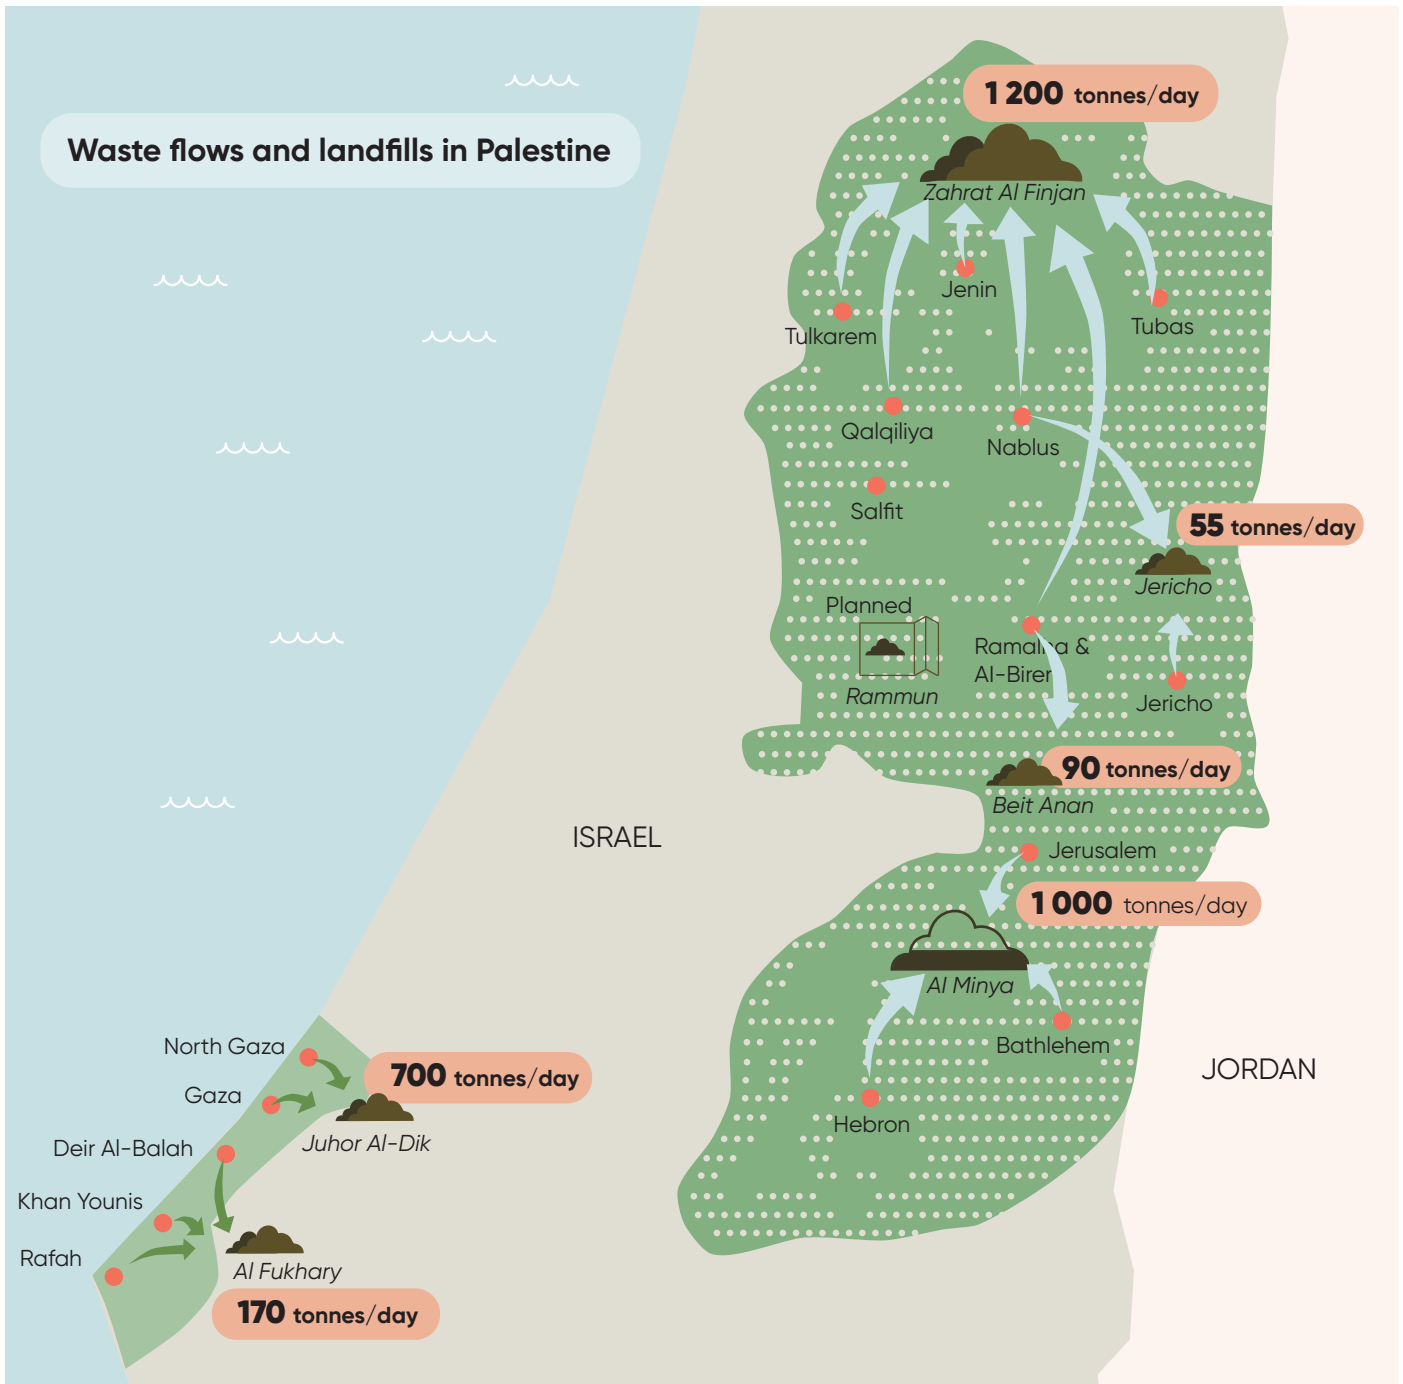 Waste flows and landfills in Palestine
1 200 tonnes/day
Zahrat Al Finjan
Jenin
Tulkarem
Tubas
Qalqiliya
Nablus
Salfit
55 tonnes/day
Jericho
Planned
Rammun
Ramalha &
Al-Birer
Jericho
90 tonnes/day
Beit Anan
ISRAEL
Jerusalem
1 000 tonnes/day
Al Minya
Bathlehem
Hebron
JORDAN
North Gaza
700 tonnes/day
Gaza
Juhor Al-Dik
Deir Al-Balah
Khan Younis
Rafah
Al Fukhary
170 tonnes/day